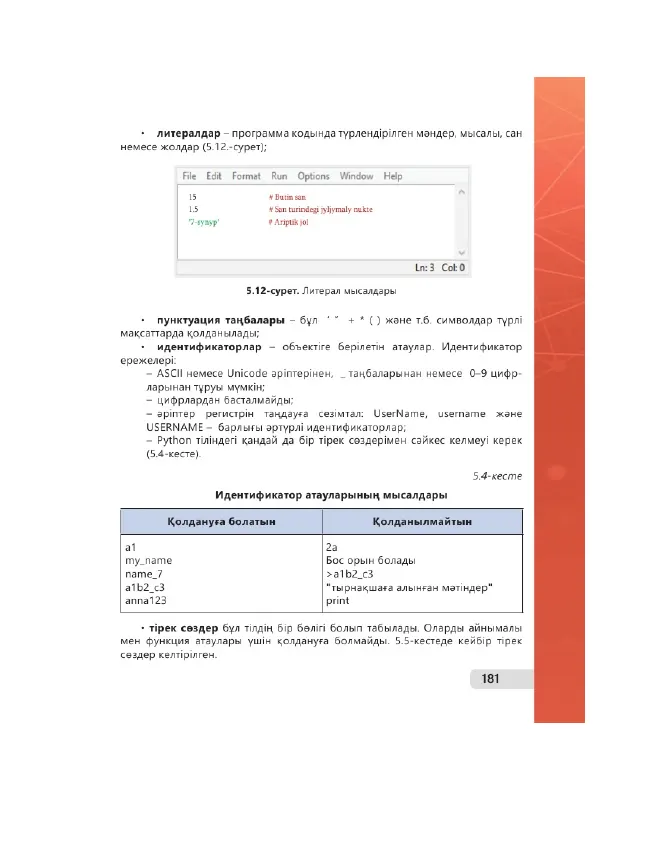 • литералдар – программа кодында түрлендірілген мәндер, мысалы, сан
немесе жолдар (5.12.-сурет);
File Edit Format Run Options Window Help
15 # Butin san
1.5 # San turindegi jyljymaly nukte
'7-synyp' # Ariptik jol
Ln: 3 Col: 0
5.12-сурет. Литерал мысалдары
• пунктуация таңбалары – бұл ‘ ˝ + * ( ) және т.б. символдар түрлі
мақсаттарда қолданылады;
• идентификаторлар – объектіге берілетін атаулар. Идентификатор
ережелері:
– ASCII немесе Unicode әріптерінен, _ таңбаларынан немесе 0–9 цифр-
ларынан тұруы мүмкін;
– цифрлардан басталмайды;
– әріптер регистрін таңдауға сезімтал: UserName, username және
USERNAME – барлығы әртүрлі идентификаторлар;
– Python тіліндегі қандай да бір тірек сөздерімен сәйкес келмеуі керек
(5.4-кесте).
5.4-кесте
Идентификатор атауларының мысалдары
Қолдануға болатын Қолданылмайтын
a1 2a
my_name Бос орын болады
name_7 >a1b2_c3
a1b2_c3 "тырнақшаға алынған мәтіндер"
anna123 print
• тірек сөздер бұл тілдің бір бөлігі болып табылады. Оларды айнымалы
мен функция атаулары үшін қолдануға болмайды. 5.5-кестеде кейбір тірек
сөздер келтірілген.
181